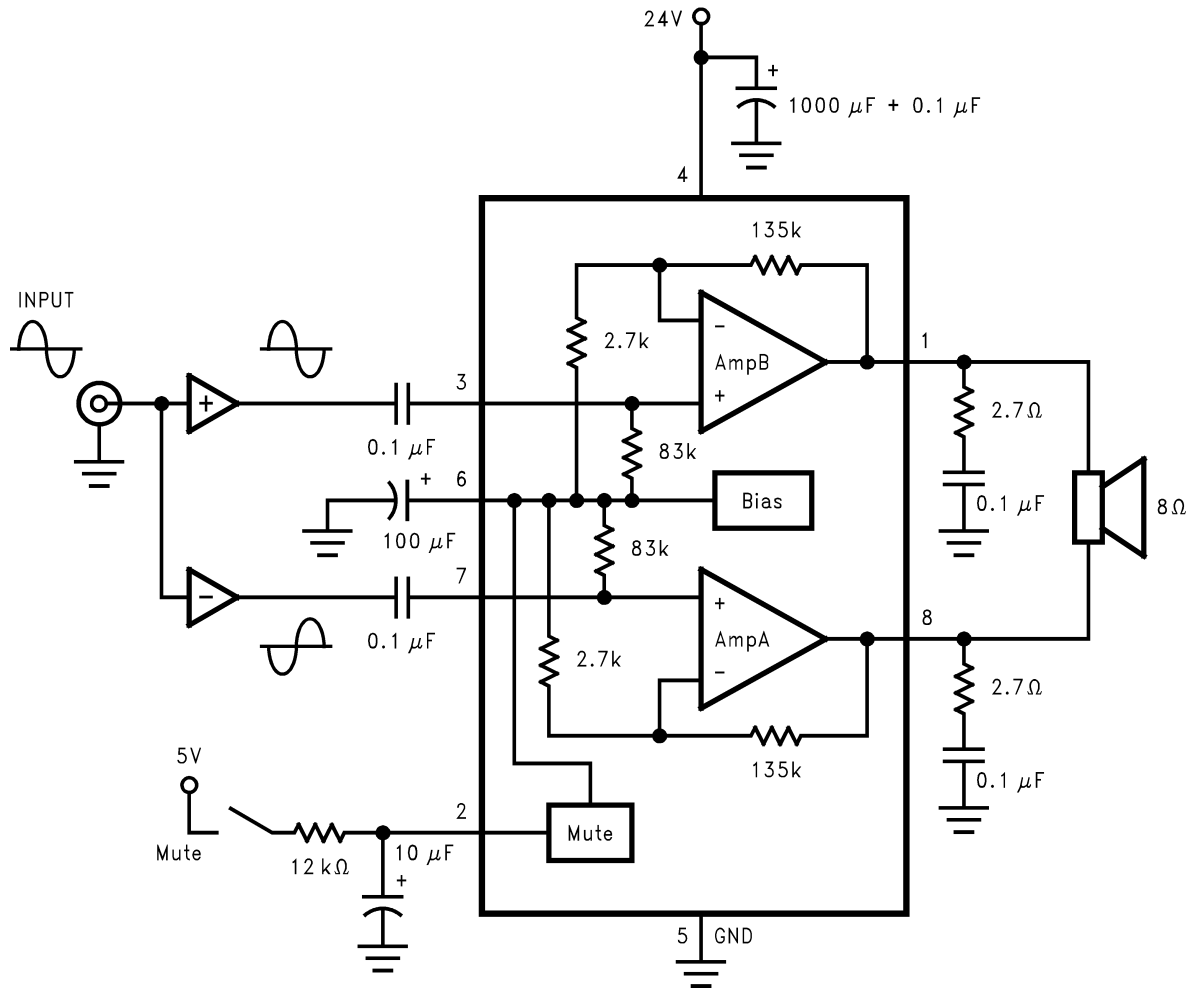 24V
+
1000 μF + 0.1 μF
4
135k
INPUT
2.7k
-
AmpB
+
1
3
+
0.1 μF
83k
2.7Ω
+
6
Bias
0.1 μF
8Ω
100 μF
83k
7
-
+
AmpA
-
8
0.1 μF
2.7k
2.7Ω
135k
0.1 μF
5V
2
Mute
Mute
12kΩ
10 μF
+
5 GND